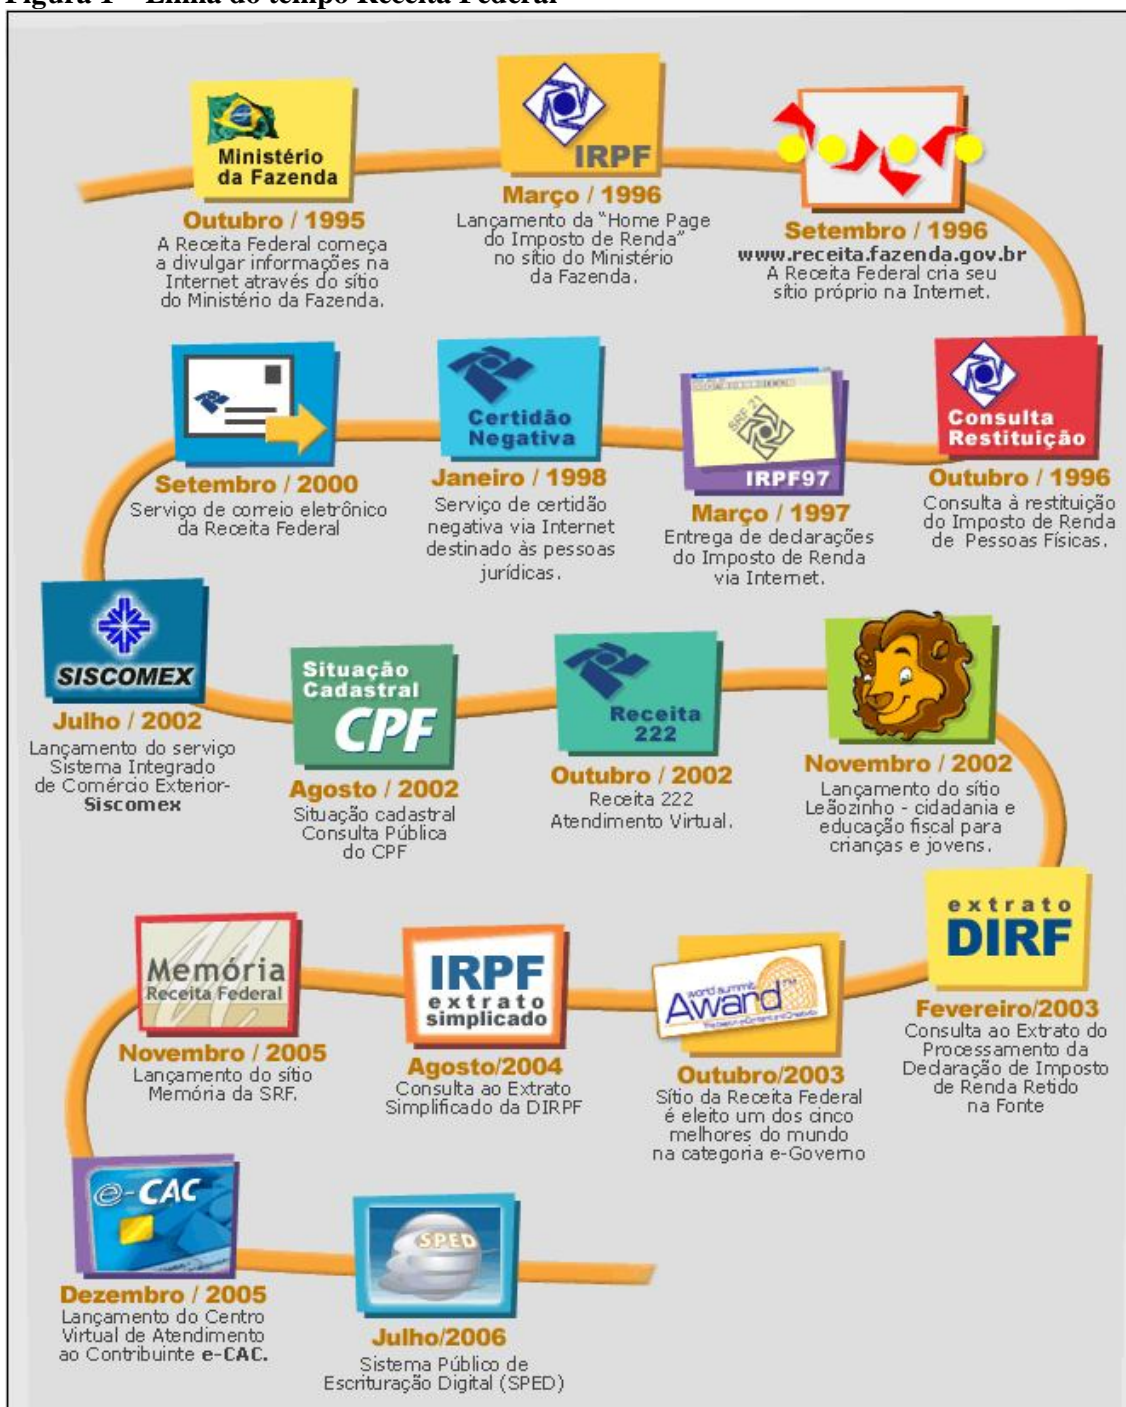 Figura 1 – Linha do tempo Receita Federal
Ministério
da Fazenda
Outubro / 1995
A Receita Federal começa
a divulgar informações na
Internet através do sítio
do Ministério da Fazenda.
IRPF
Março / 1996
Lançamento da “Home Page
do Imposto de Renda”
no sítio do Ministério
da Fazenda.
Setembro / 1996
www.receita.fazenda.gov.br
A Receita Federal cria seu
sítio próprio na Internet.
Consulta
Restituição
Outubro / 1996
Consulta à restituição
do Imposto de Renda
de Pessoas Físicas.
SRF 21
IRPF97
Março / 1997
Entrega de declarações
do Imposto de Renda
via Internet.
Certidão
Negativa
Janeiro / 1998
Serviço de certidão
negativa via Internet
destinado às pessoas
jurídicas.
Setembro / 2000
Serviço de correio eletrônico
da Receita Federal
SISCOMEX
Julho / 2002
Lançamento do serviço
Sistema Integrado
de Comércio Exterior-
Siscomex
Situação
Cadastral
CPF
Agosto / 2002
Situação cadastral
Consulta Pública
do CPF
Receita
222
Outubro / 2002
Receita 222
Atendimento Virtual.
Novembro / 2002
Lançamento do sítio
Leãozinho - cidadania e
educação fiscal para
crianças e jovens.
extrato
DIRF
Fevereiro/2003
Consulta ao Extrato do
Processamento da
Declaração de Imposto
de Renda Retido
na Fonte
world summit
Award™
Outubro/2003
Sítio da Receita Federal
é eleito um dos cinco
melhores do mundo
na categoria e-Governo
IRPF
extrato
simplicado
Agosto/2004
Consulta ao Extrato
Simplificado da DIRPF
Memória
Receita Federal
Novembro / 2005
Lançamento do sítio
Memória da SRF.
e-CAC
Dezembro / 2005
Lançamento do Centro
Virtual de Atendimento
ao Contribuinte e-CAC.
SPED
Julho/2006
Sistema Público de
Escrituração Digital (SPED)